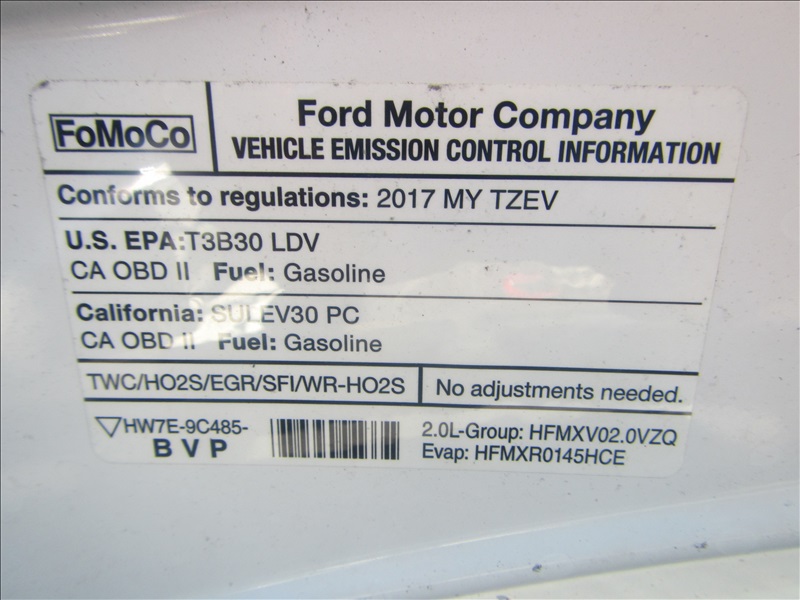 FoMoCo
Ford Motor Company
VEHICLE EMISSION CONTROL INFORMATION
Conforms to regulations: 2017 MY TZEV
U.S. EPA:T3B30 LDV
CA OBD II Fuel: Gasoline
California: SULEV30 PC
CA OBD II Fuel: Gasoline
TWC/HO2S/EGR/SFI/WR-HO2S
No adjustments needed.
HW7E-9C485-
BVP
2.0L-Group: HFMXV02.0VZQ
Evap: HFMXR0145HCE